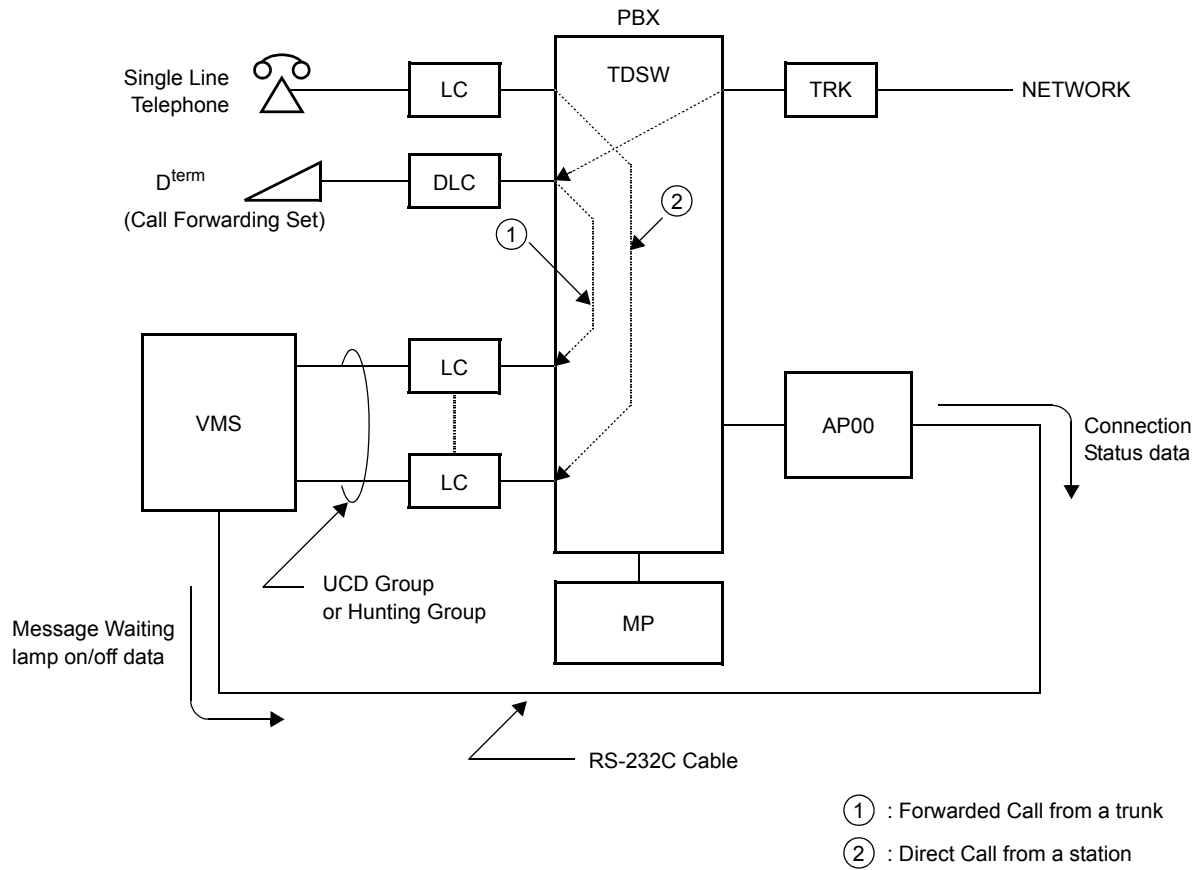 PBX
Single Line
Telephone
LC
TDSW
TRK
NETWORK
Dterm
(Call Forwarding Set)
DLC
1
2
VMS
LC
LC
AP00
Connection
Status data
UCD Group
or Hunting Group
MP
Message Waiting
lamp on/off data
RS-232C Cable
1 : Forwarded Call from a trunk
2 : Direct Call from a station